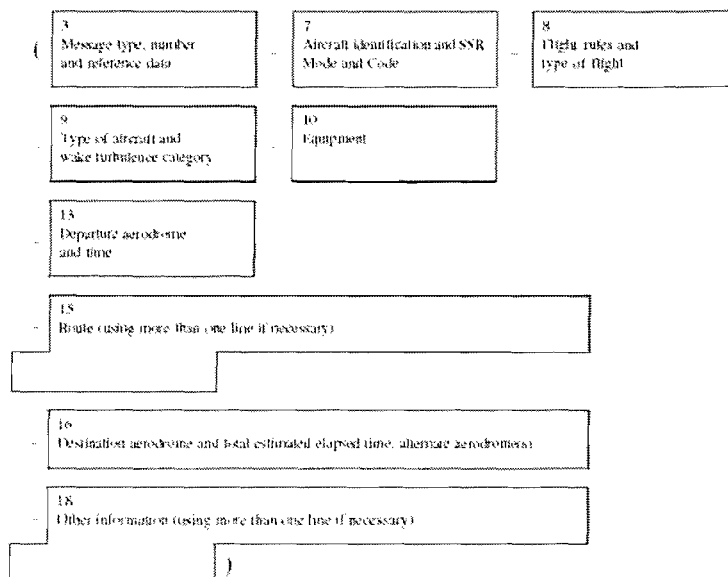 3
Message type, number
and reference data
7
Aircraft identification and SSR
Mode and Code
8
Flight rules and
type of flight
9
Type of aircraft and
wake turbulence category
10
Equipment
13
Departure aerodrome
and time
15
Route (using more than one line if necessary)
16
Destination aerodrome and total estimated elapsed time, alternate aerodrome(s)
18
Other information (using more than one line if necessary)
)